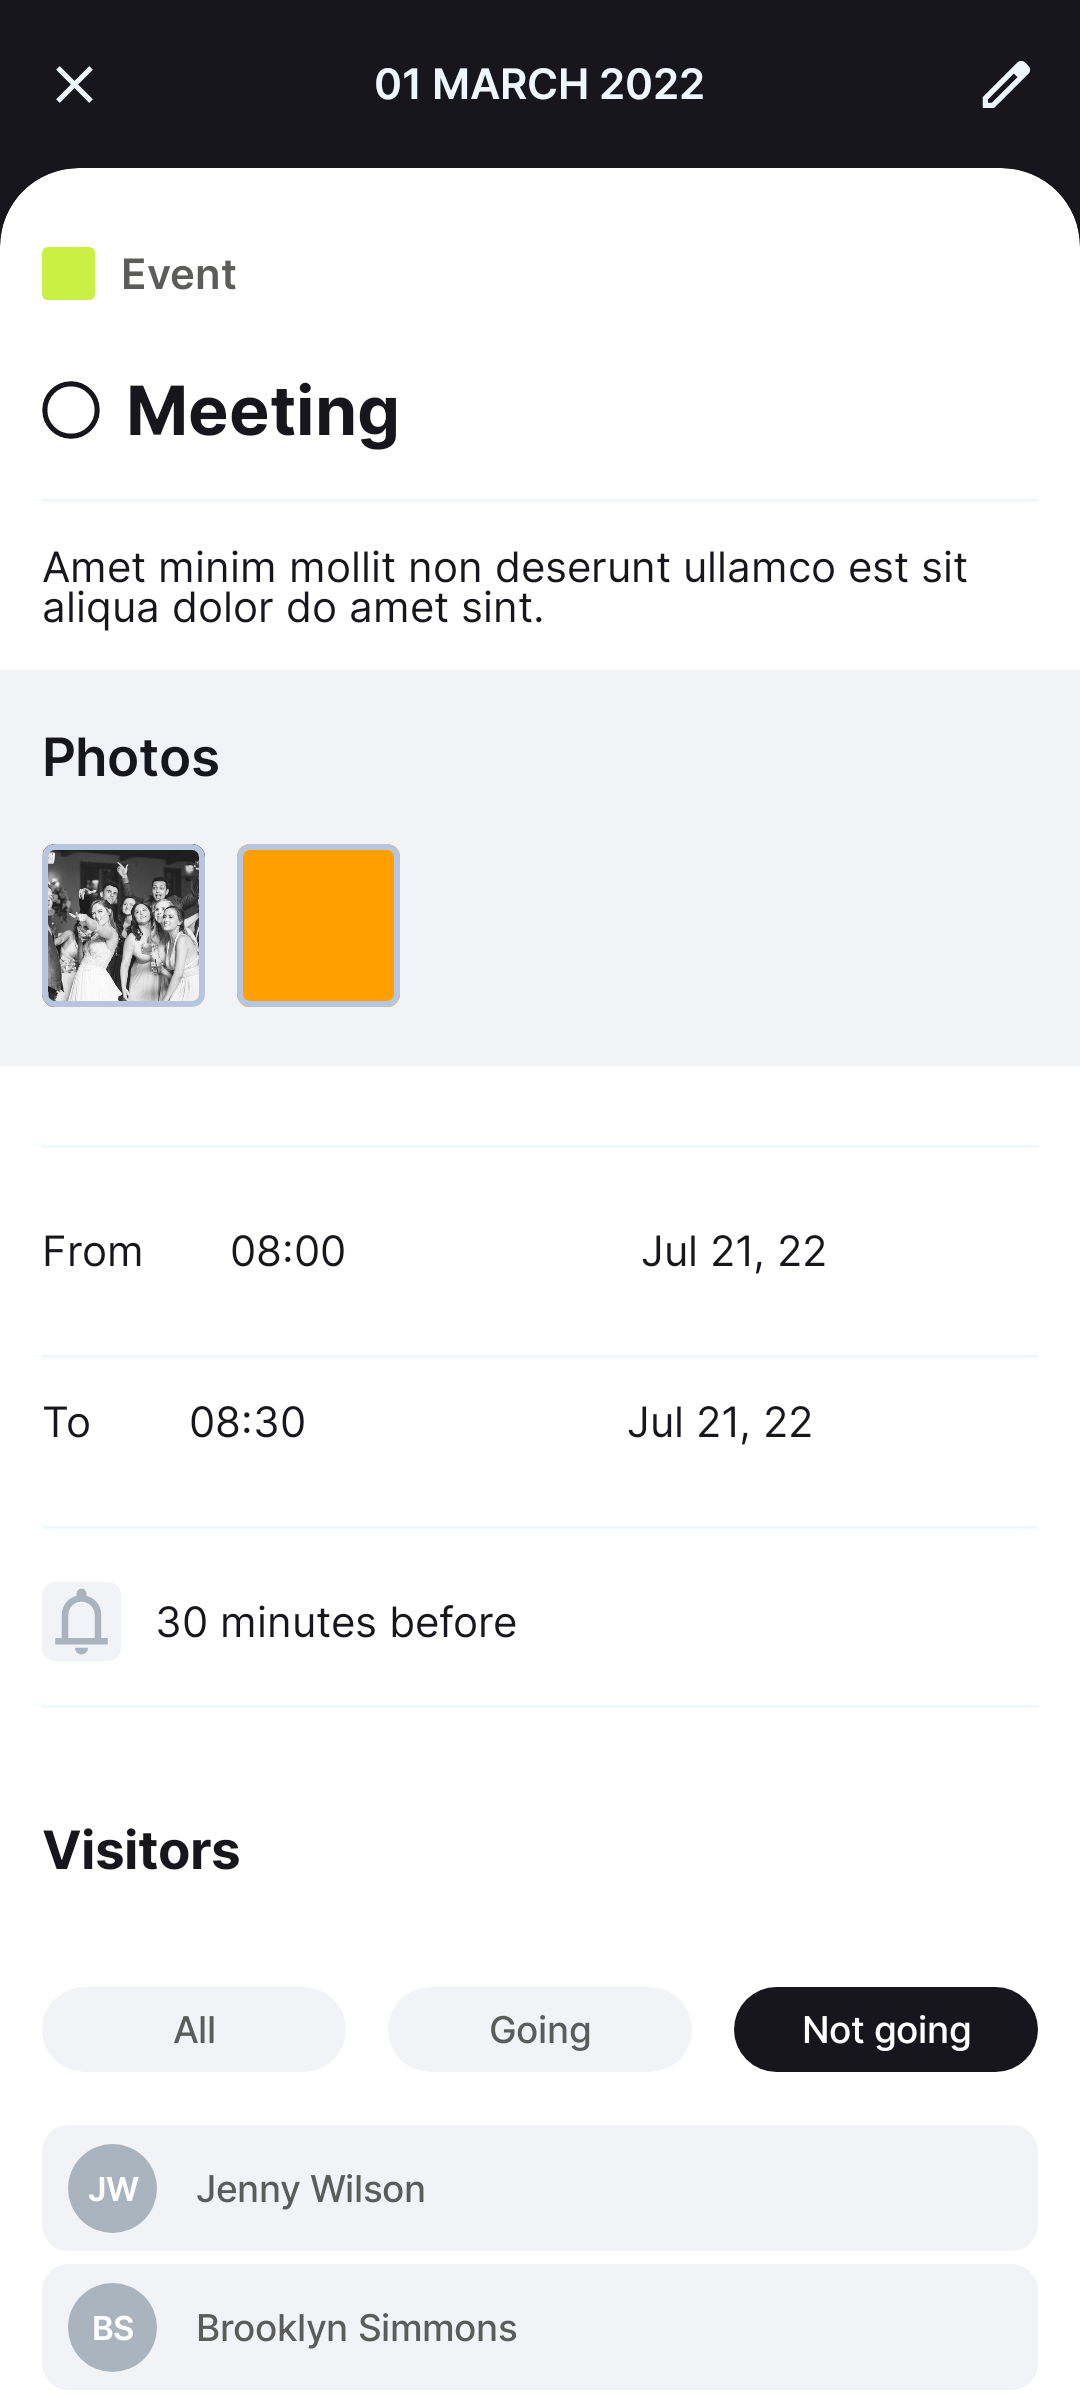 01 MARCH 2022
Event
Meeting
Amet minim mollit non deserunt ullamco est sit
aliqua dolor do amet sint.
Photos
From 08:00 Jul 21, 22
To 08:30 Jul 21, 22
30 minutes before
Visitors
All Going Not going
JW Jenny Wilson
BS Brooklyn Simmons